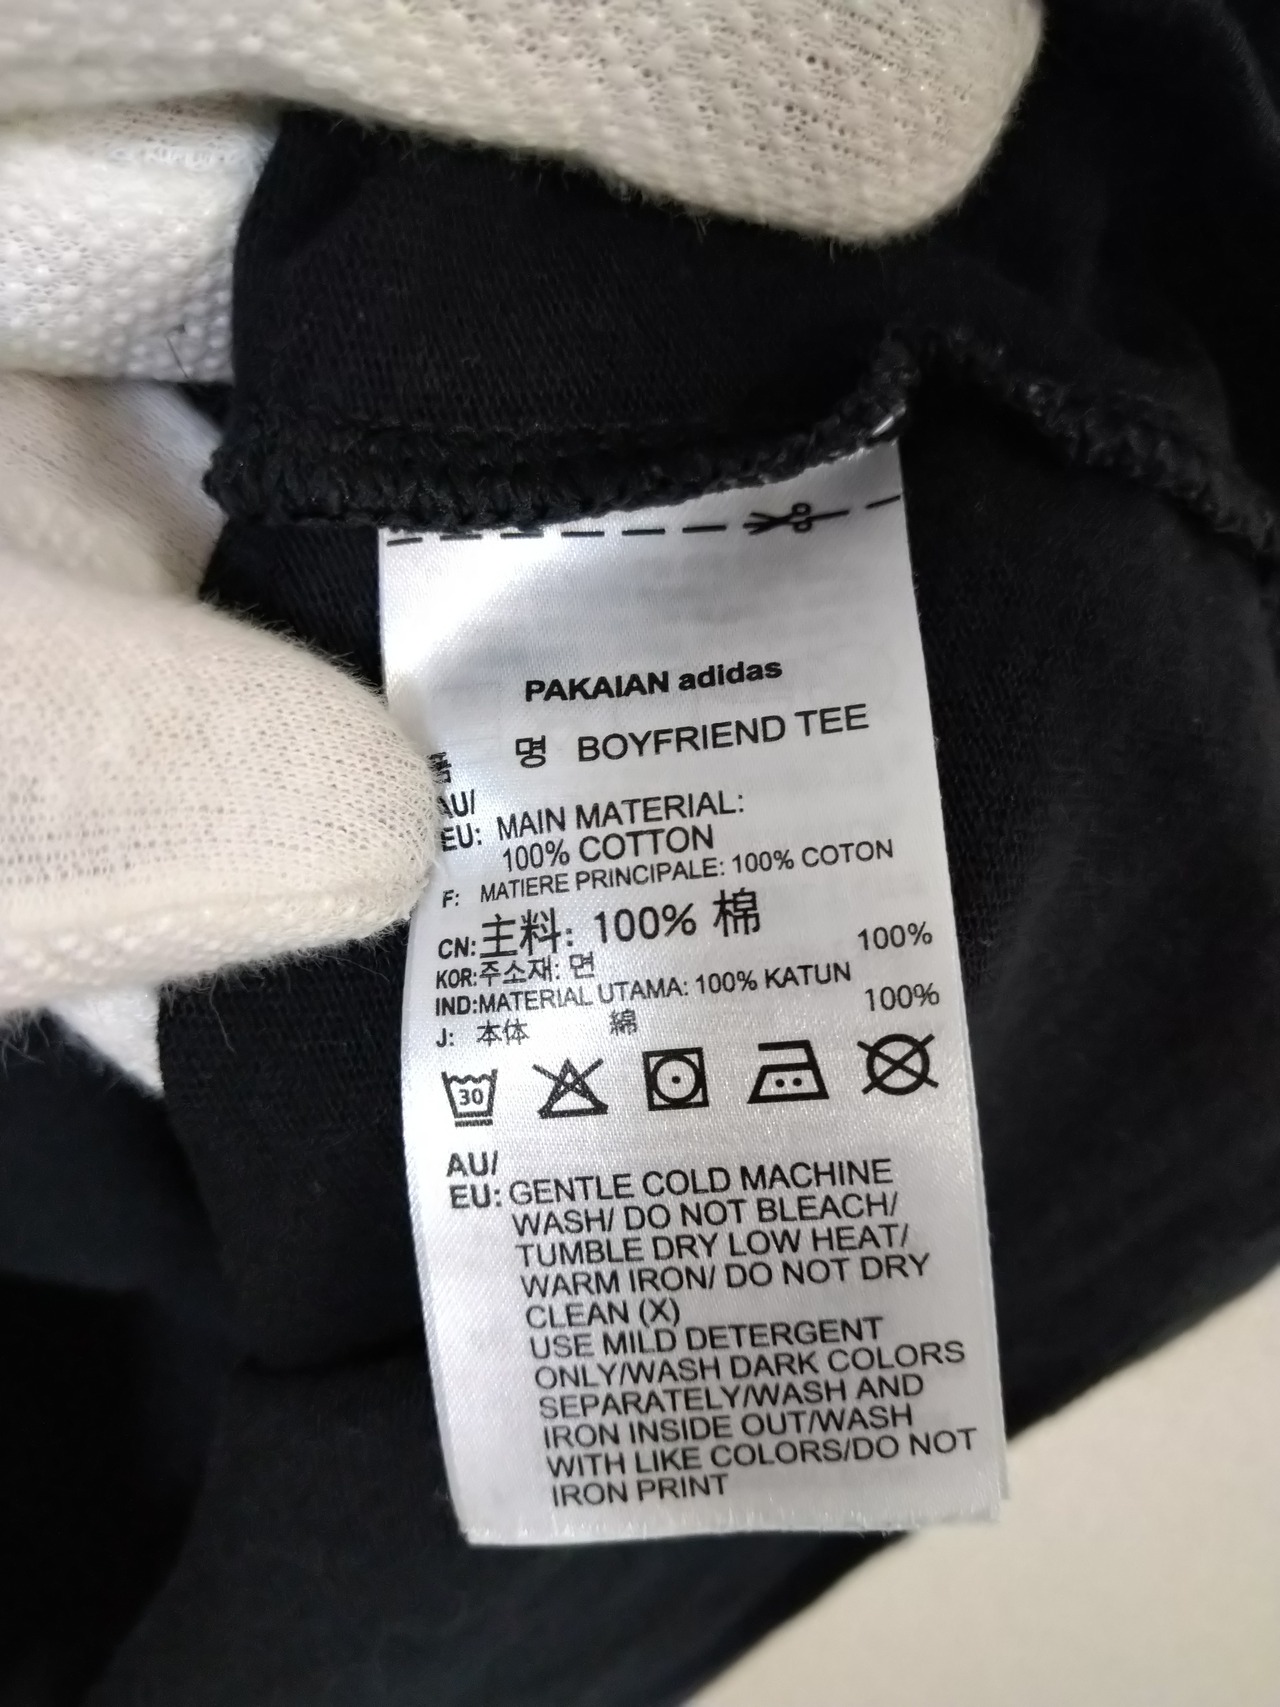 PAKAIAN adidas
품 명 BOYFRIEND TEE
AU/
EU: MAIN MATERIAL:
100% COTTON
F: MATIERE PRINCIPALE: 100% COTON
CN:主料: 100% 棉
KOR:주소재: 면 100%
IND:MATERIAL UTAMA: 100% KATUN
J: 本体 綿 100%
30
AU/
EU: GENTLE COLD MACHINE
WASH/ DO NOT BLEACH/
TUMBLE DRY LOW HEAT/
WARM IRON/ DO NOT DRY
CLEAN (X)
USE MILD DETERGENT
ONLY/WASH DARK COLORS
SEPARATELY/WASH AND
IRON INSIDE OUT/WASH
WITH LIKE COLORS/DO NOT
IRON PRINT